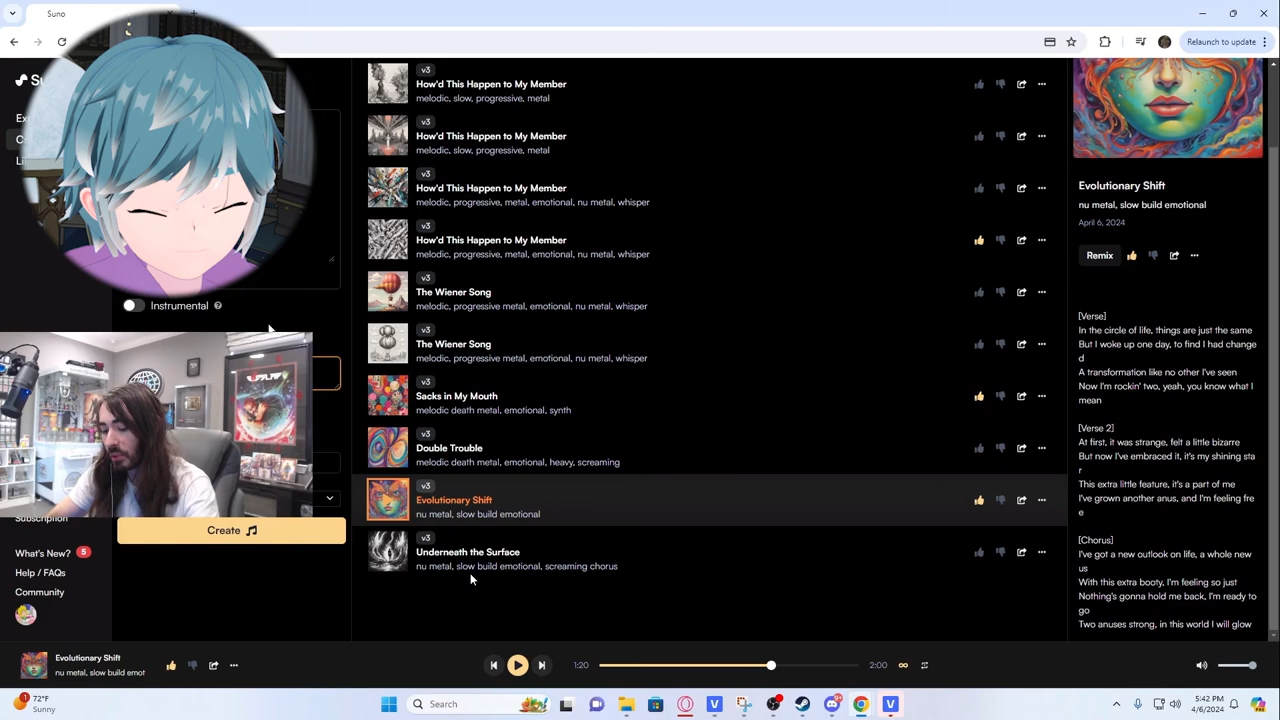 Suno
Relaunch to update
Su
Ex
C
Li
Instrumental
Create
Subscription
What's New? 5
Help / FAQs
Community
v3
How'd This Happen to My Member
melodic, slow, progressive, metal
v3
How'd This Happen to My Member
melodic, slow, progressive, metal
v3
How'd This Happen to My Member
melodic, progressive, metal, emotional, nu metal, whisper
v3
How'd This Happen to My Member
melodic, progressive, metal, emotional, nu metal, whisper
v3
The Wiener Song
melodic, progressive metal, emotional, nu metal, whisper
v3
The Wiener Song
melodic, progressive metal, emotional, nu metal, whisper
v3
Sacks in My Mouth
melodic death metal, emotional, synth
v3
Double Trouble
melodic death metal, emotional, heavy, screaming
v3
Evolutionary Shift
nu metal, slow build emotional
v3
Underneath the Surface
nu metal, slow build emotional, screaming chorus
Evolutionary Shift
nu metal, slow build emotional
April 6, 2024
Remix
[Verse]
In the circle of life, things are just the same
But I woke up one day, to find I had change
d
A transformation like no other I've seen
Now I'm rockin' two, yeah, you know what I
mean
[Verse 2]
At first, it was strange, felt a little bizarre
But now I've embraced it, it's my shining sta
r
This extra little feature, it's a part of me
I've grown another anus, and I'm feeling fre
e
[Chorus]
I've got a new outlook on life, a whole new
us
With this extra booty, I'm feeling so just
Nothing's gonna hold me back, I'm ready to
go
Two anuses strong, in this world I will glow
Evolutionary Shift
nu metal, slow build emot
1:20
2:00
1
72°F
Sunny
Search
5:42 PM
4/6/2024